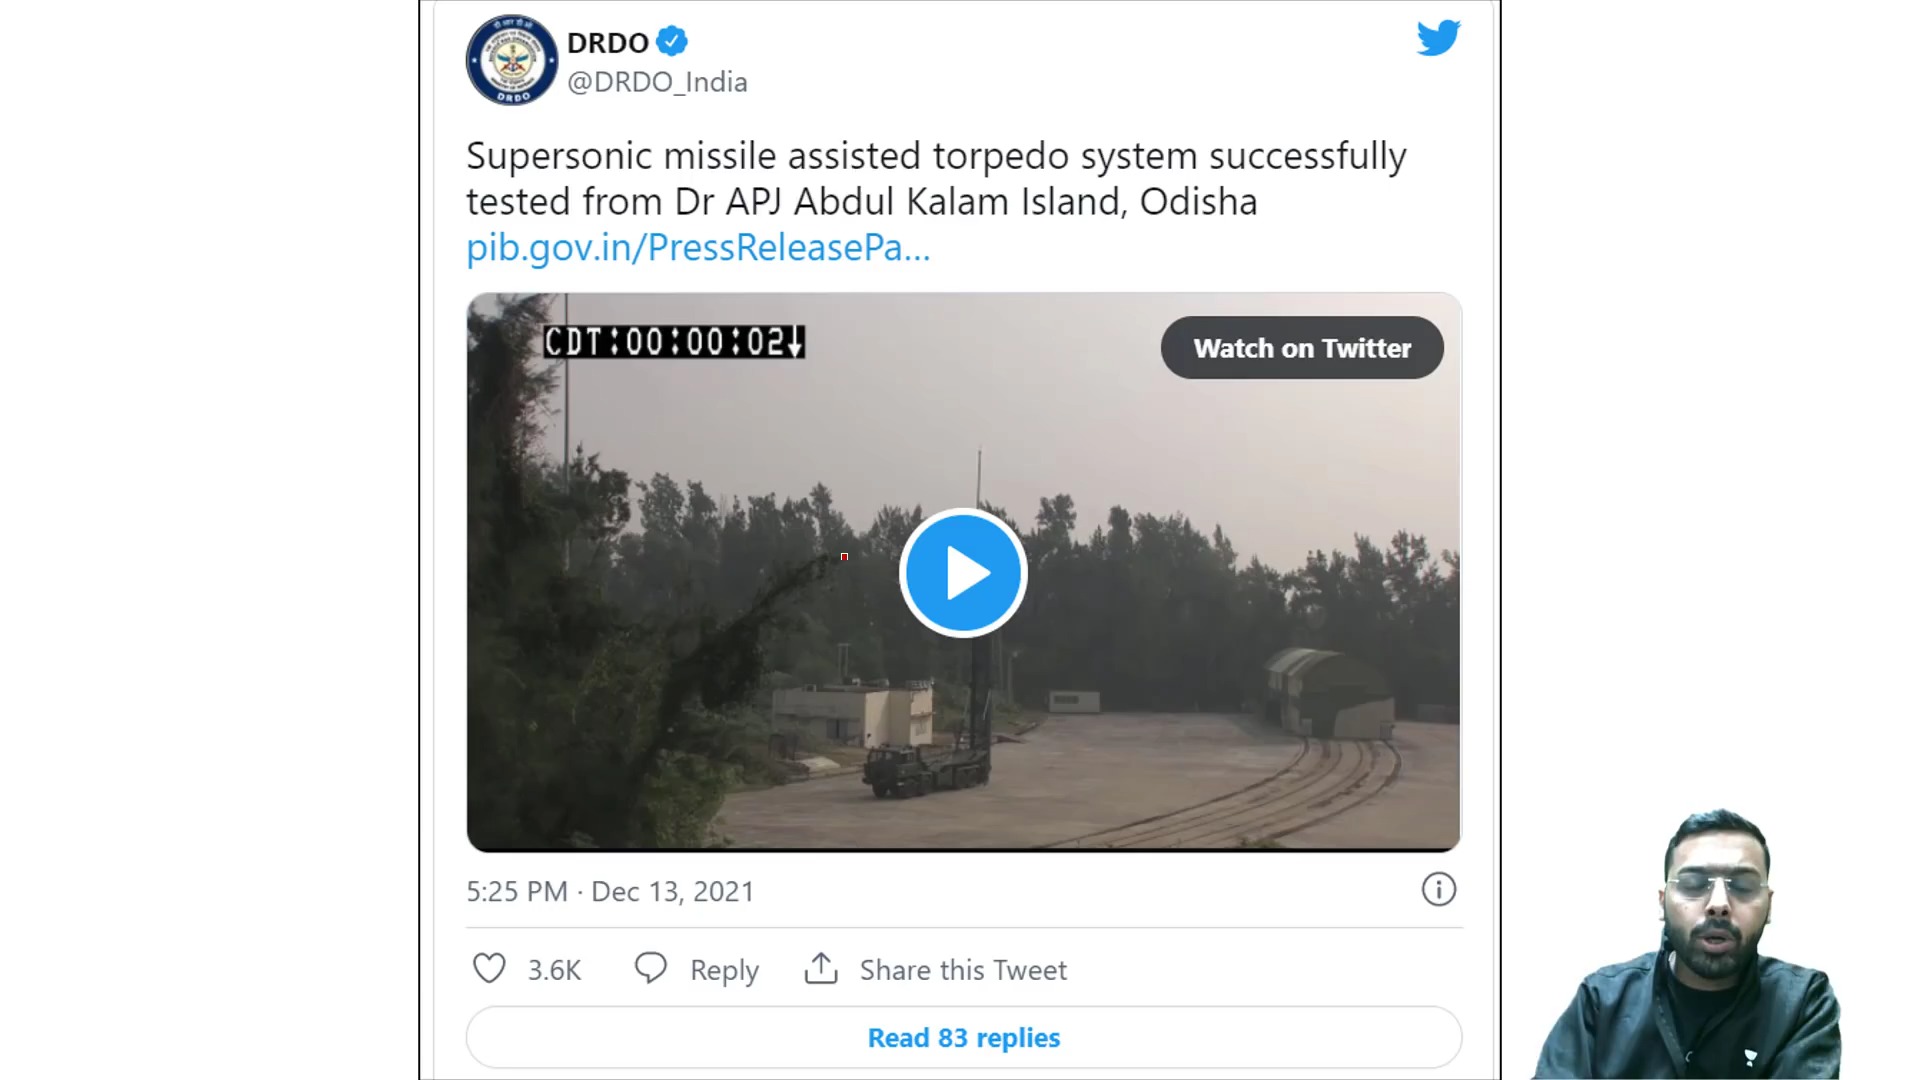 DRDO
@DRDO_India
Supersonic missile assisted torpedo system successfully
tested from Dr APJ Abdul Kalam Island, Odisha
pib.gov.in/PressReleasePa...
CDT:00:00:02↓
Watch on Twitter
5:25 PM · Dec 13, 2021
3.6K
Reply
Share this Tweet
Read 83 replies
DRDO